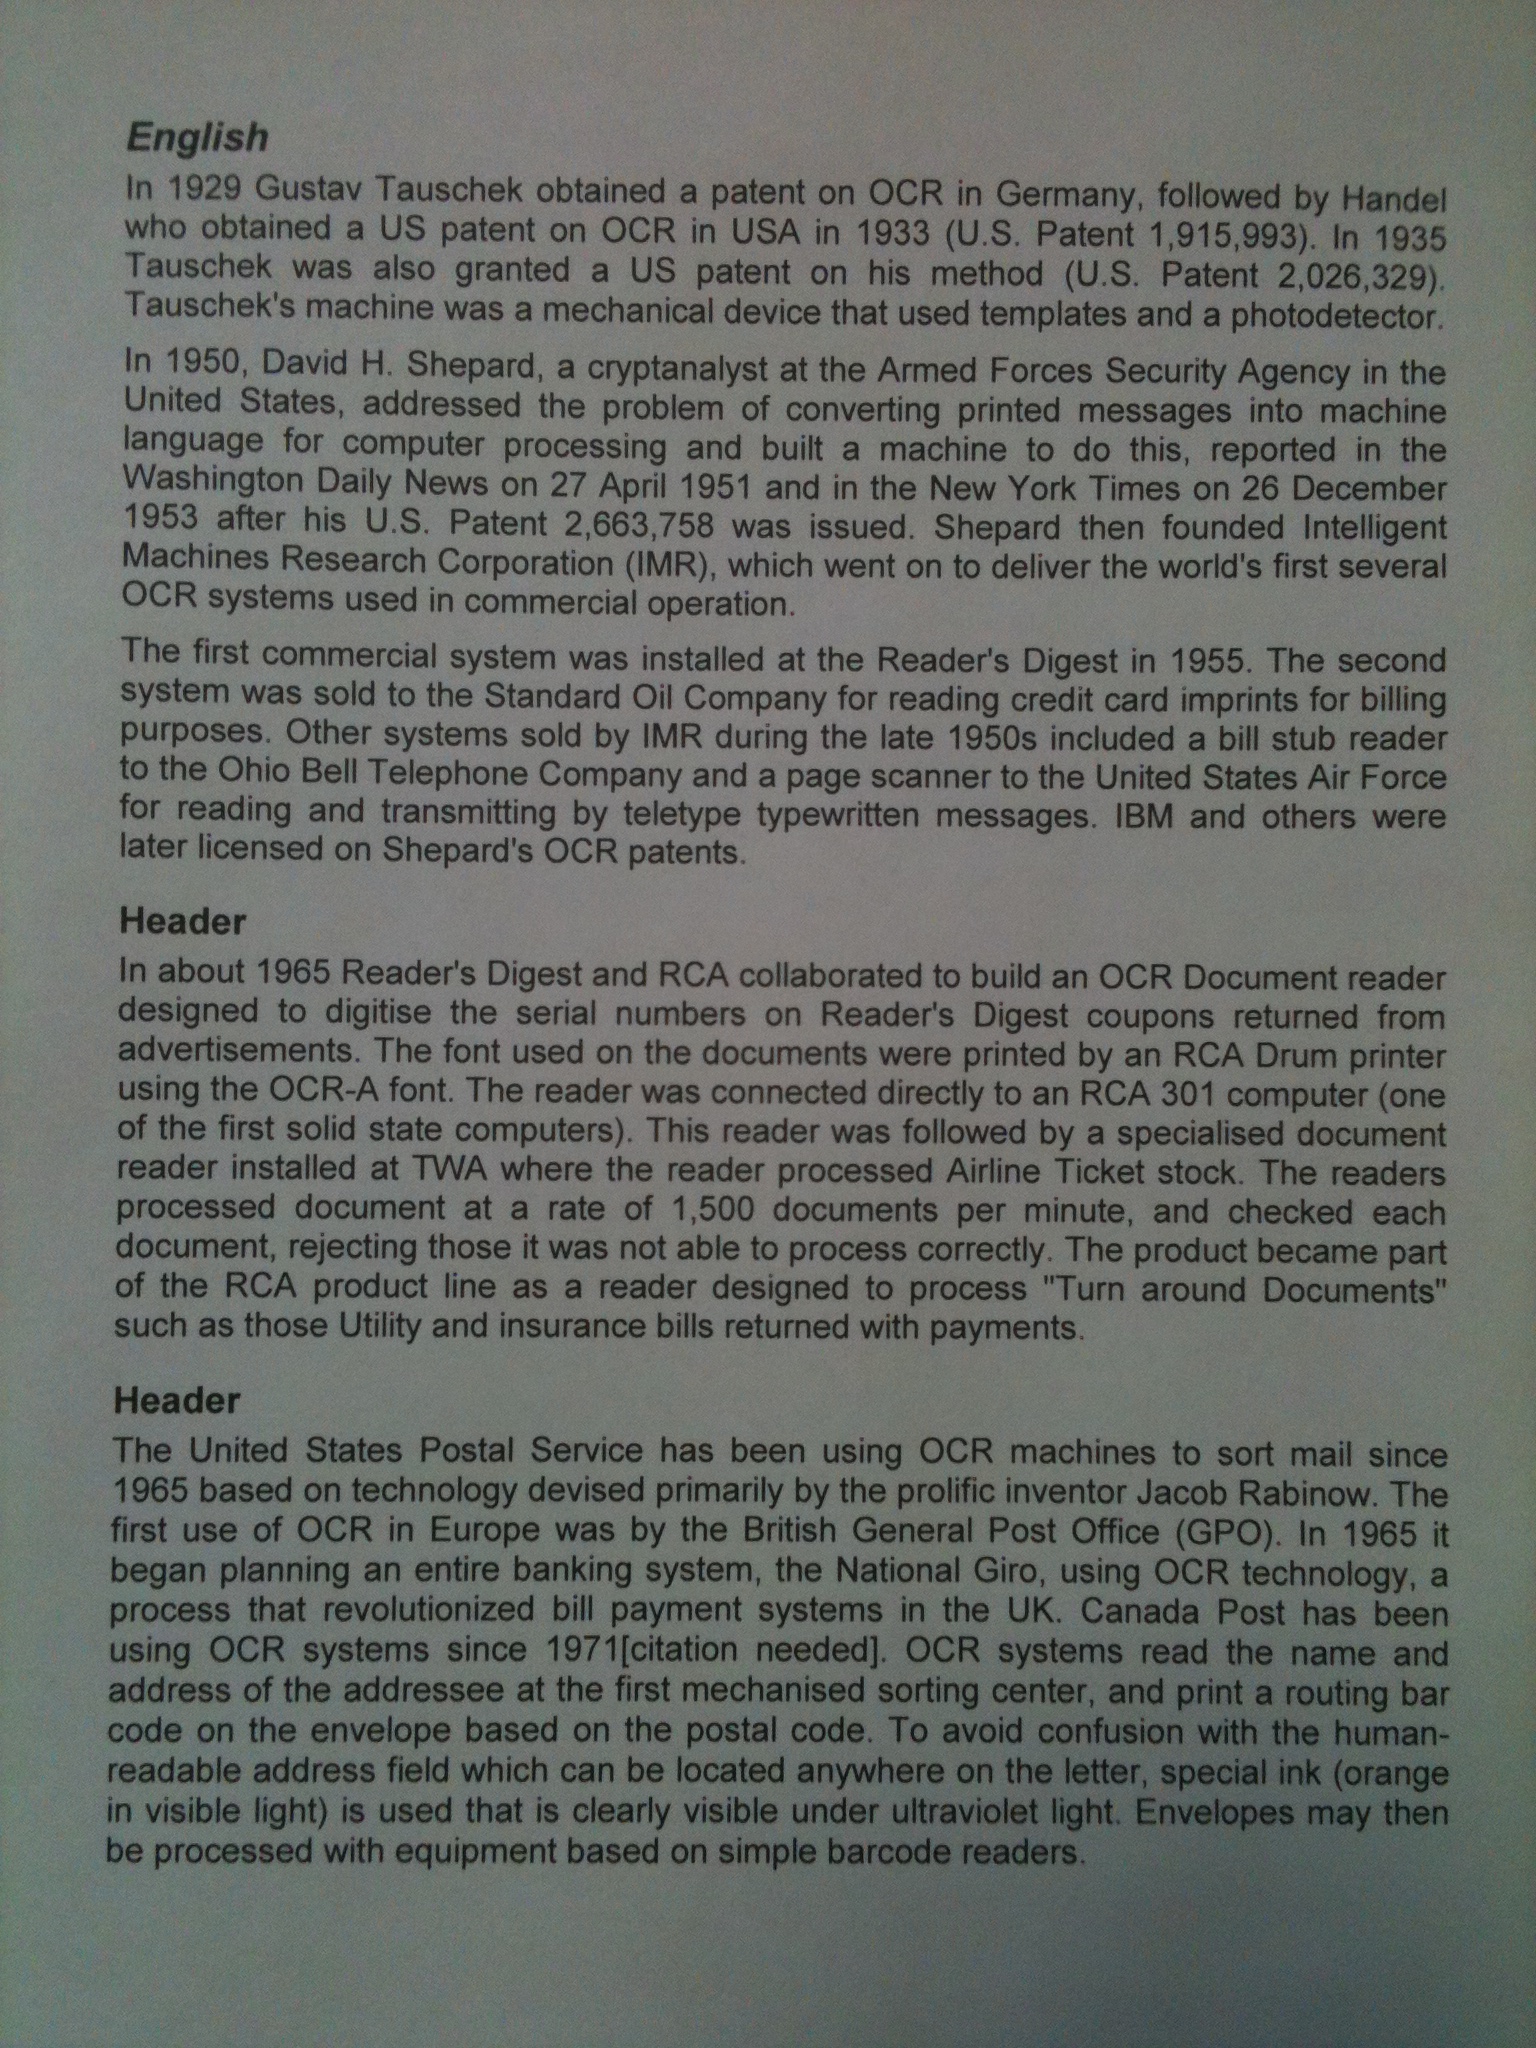 English
In 1929 Gustav Tauschek obtained a patent on OCR in Germany, followed by Handel
who obtained a US patent on OCR in USA in 1933 (U.S. Patent 1,915,993). In 1935
Tauschek was also granted a US patent on his method (U.S. Patent 2,026,329).
Tauschek's machine was a mechanical device that used templates and a photodetector.
In 1950, David H. Shepard, a cryptanalyst at the Armed Forces Security Agency in the
United States, addressed the problem of converting printed messages into machine
language for computer processing and built a machine to do this, reported in the
Washington Daily News on 27 April 1951 and in the New York Times on 26 December
1953 after his U.S. Patent 2,663,758 was issued. Shepard then founded Intelligent
Machines Research Corporation (IMR), which went on to deliver the world's first several
OCR systems used in commercial operation.
The first commercial system was installed at the Reader's Digest in 1955. The second
system was sold to the Standard Oil Company for reading credit card imprints for billing
purposes. Other systems sold by IMR during the late 1950s included a bill stub reader
to the Ohio Bell Telephone Company and a page scanner to the United States Air Force
for reading and transmitting by teletype typewritten messages. IBM and others were
later licensed on Shepard's OCR patents.
Header
In about 1965 Reader's Digest and RCA collaborated to build an OCR Document reader
designed to digitise the serial numbers on Reader's Digest coupons returned from
advertisements. The font used on the documents were printed by an RCA Drum printer
using the OCR-A font. The reader was connected directly to an RCA 301 computer (one
of the first solid state computers). This reader was followed by a specialised document
reader installed at TWA where the reader processed Airline Ticket stock. The readers
processed document at a rate of 1,500 documents per minute, and checked each
document, rejecting those it was not able to process correctly. The product became part
of the RCA product line as a reader designed to process "Turn around Documents"
such as those Utility and insurance bills returned with payments.
Header
The United States Postal Service has been using OCR machines to sort mail since
1965 based on technology devised primarily by the prolific inventor Jacob Rabinow. The
first use of OCR in Europe was by the British General Post Office (GPO). In 1965 it
began planning an entire banking system, the National Giro, using OCR technology, a
process that revolutionized bill payment systems in the UK. Canada Post has been
using OCR systems since 1971[citation needed]. OCR systems read the name and
address of the addressee at the first mechanised sorting center, and print a routing bar
code on the envelope based on the postal code. To avoid confusion with the human-
readable address field which can be located anywhere on the letter, special ink (orange
in visible light) is used that is clearly visible under ultraviolet light. Envelopes may then
be processed with equipment based on simple barcode readers.